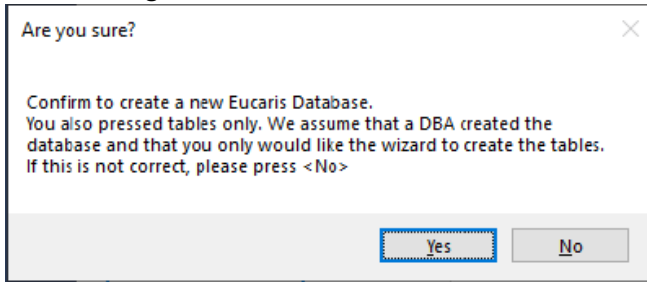 Are you sure?
Confirm to create a new Eucaris Database.
You also pressed tables only. We assume that a DBA created the
database and that you only would like the wizard to create the tables.
If this is not correct, please press <No>
Yes
No